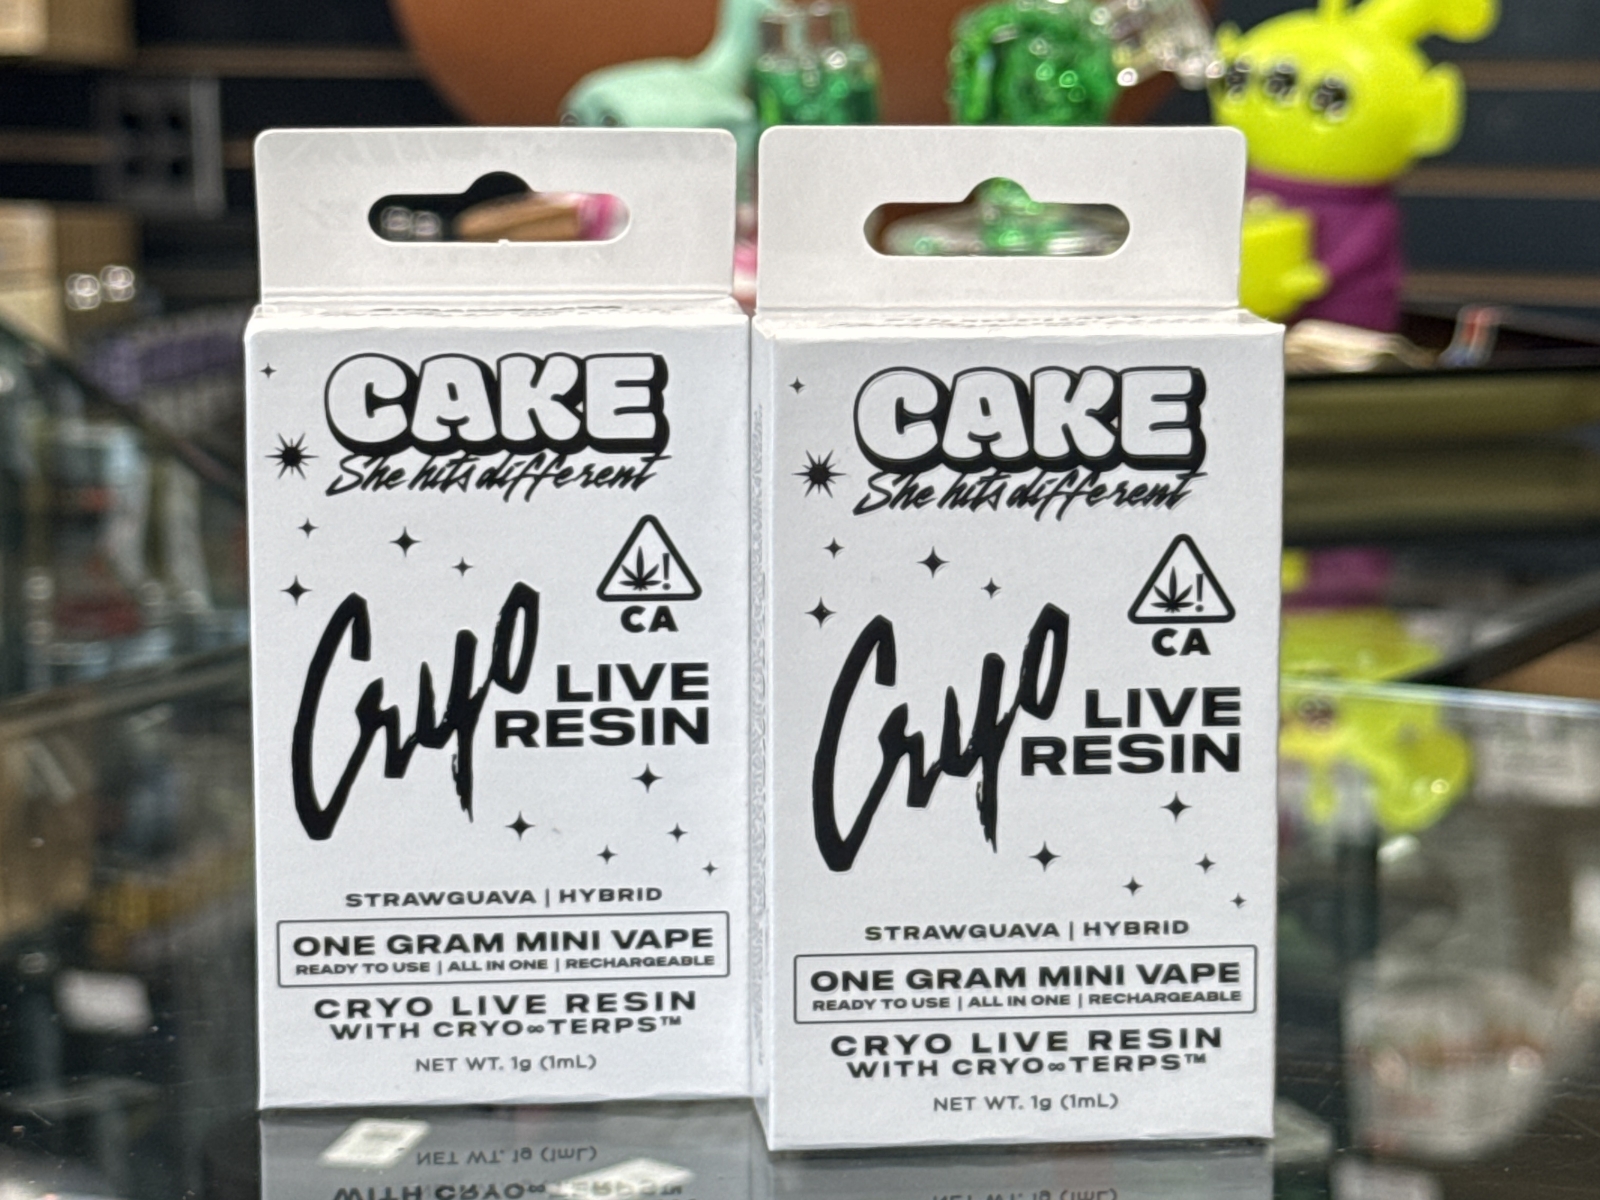 CAKE
She hits different
CA
Cryo
LIVE
RESIN
STRAWGUAVA | HYBRID
ONE GRAM MINI VAPE
READY TO USE | ALL IN ONE | RECHARGEABLE
CRYO LIVE RESIN
WITH CRYO∞TERPS™
NET WT. 1g (1mL)
CAKE
She hits different
CA
Cryo
LIVE
RESIN
STRAWGUAVA | HYBRID
ONE GRAM MINI VAPE
READY TO USE | ALL IN ONE | RECHARGEABLE
CRYO LIVE RESIN
WITH CRYO∞TERPS™
NET WT. 1g (1mL)